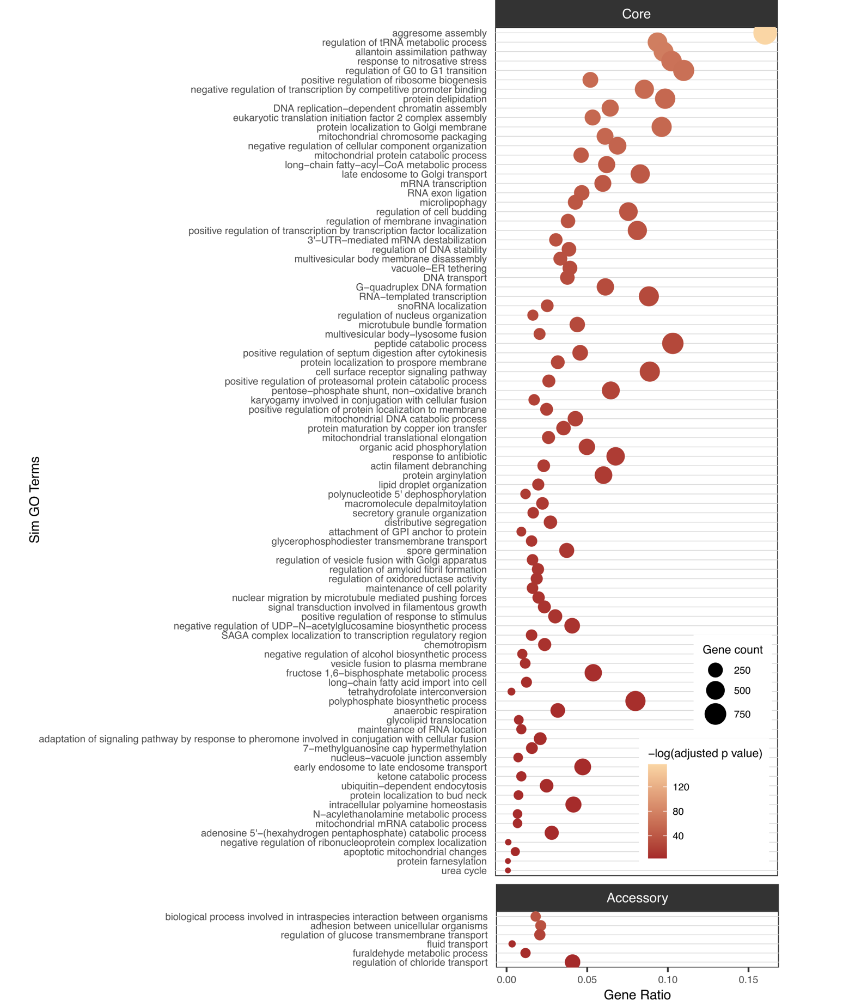 Core
aggresome assembly
regulation of tRNA metabolic process
allantoin assimilation pathway
response to nitrosative stress
regulation of G0 to G1 transition
positive regulation of ribosome biogenesis
negative regulation of transcription by competitive promoter binding
protein delipidation
DNA replication−dependent chromatin assembly
eukaryotic translation initiation factor 2 complex assembly
protein localization to Golgi membrane
mitochondrial chromosome packaging
negative regulation of cellular component organization
mitochondrial protein catabolic process
long−chain fatty−acyl−CoA metabolic process
late endosome to Golgi transport
mRNA transcription
RNA exon ligation
microlipophagy
regulation of cell budding
regulation of membrane invagination
positive regulation of transcription by transcription factor localization
3'−UTR−mediated mRNA destabilization
regulation of DNA stability
multivesicular body membrane disassembly
vacuole−ER tethering
DNA transport
G−quadruplex DNA formation
RNA−templated transcription
snoRNA localization
regulation of nucleus organization
microtubule bundle formation
multivesicular body−lysosome fusion
peptide catabolic process
positive regulation of septum digestion after cytokinesis
protein localization to prospore membrane
cell surface receptor signaling pathway
positive regulation of proteasomal protein catabolic process
pentose−phosphate shunt, non−oxidative branch
karyogamy involved in conjugation with cellular fusion
positive regulation of protein localization to membrane
mitochondrial DNA catabolic process
protein maturation by copper ion transfer
mitochondrial translational elongation
organic acid phosphorylation
response to antibiotic
actin filament debranching
protein arginylation
lipid droplet organization
polynucleotide 5' dephosphorylation
macromolecule depalmitoylation
secretory granule organization
distributive segregation
attachment of GPI anchor to protein
glycerophosphodiester transmembrane transport
spore germination
regulation of vesicle fusion with Golgi apparatus
regulation of amyloid fibril formation
regulation of oxidoreductase activity
maintenance of cell polarity
nuclear migration by microtubule mediated pushing forces
signal transduction involved in filamentous growth
positive regulation of response to stimulus
negative regulation of UDP−N−acetylglucosamine biosynthetic process
SAGA complex localization to transcription regulatory region
chemotropism
negative regulation of alcohol biosynthetic process
vesicle fusion to plasma membrane
fructose 1,6−bisphosphate metabolic process
long−chain fatty acid import into cell
tetrahydrofolate interconversion
polyphosphate biosynthetic process
anaerobic respiration
glycolipid translocation
maintenance of RNA location
adaptation of signaling pathway by response to pheromone involved in conjugation with cellular fusion
7−methylguanosine cap hypermethylation
nucleus−vacuole junction assembly
early endosome to late endosome transport
ketone catabolic process
ubiquitin−dependent endocytosis
protein localization to bud neck
intracellular polyamine homeostasis
N−acylethanolamine metabolic process
mitochondrial mRNA catabolic process
adenosine 5'−(hexahydrogen pentaphosphate) catabolic process
negative regulation of ribonucleoprotein complex localization
apoptotic mitochondrial changes
protein farnesylation
urea cycle
Sim GO Terms
Gene count
250
500
750
−log(adjusted p value)
120
80
40
Accessory
biological process involved in intraspecies interaction between organisms
adhesion between unicellular organisms
regulation of glucose transmembrane transport
fluid transport
furaldehyde metabolic process
regulation of chloride transport
0.00 0.05 0.10 0.15
Gene Ratio